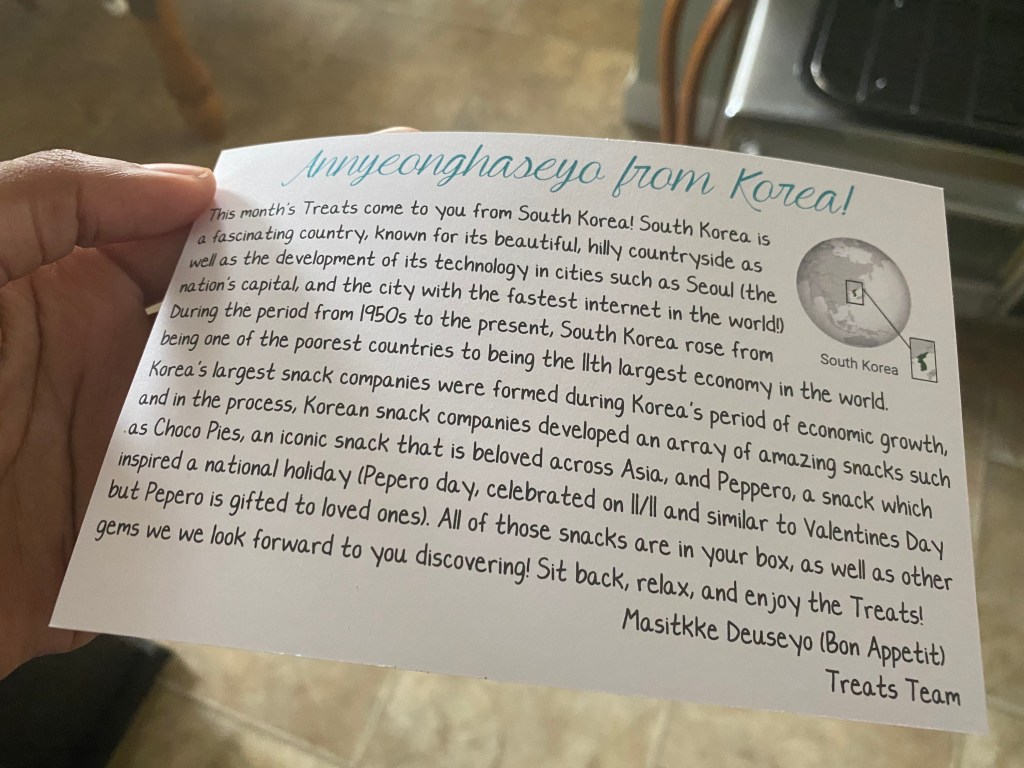 Annyeonghaseyo from Korea!
This month's Treats come to you from South Korea! South Korea is
a fascinating country, known for its beautiful, hilly countryside as
well as the development of its technology in cities such as Seoul (the
nation's capital, and the city with the fastest internet in the world!)
During the period from 1950s to the present, South Korea rose from
being one of the poorest countries to being the 11th largest economy in the world.
South Korea
Korea's largest snack companies were formed during Korea's period of economic growth,
and in the process, Korean snack companies developed an array of amazing snacks such
as Choco Pies, an iconic snack that is beloved across Asia, and Peppero, a snack which
inspired a national holiday (Pepero day, celebrated on 11/11 and similar to Valentines Day
but Pepero is gifted to loved ones). All of those snacks are in your box, as well as other
gems we we look forward to you discovering! Sit back, relax, and enjoy the Treats!
Masitkke Deuseyo (Bon Appetit)
Treats Team